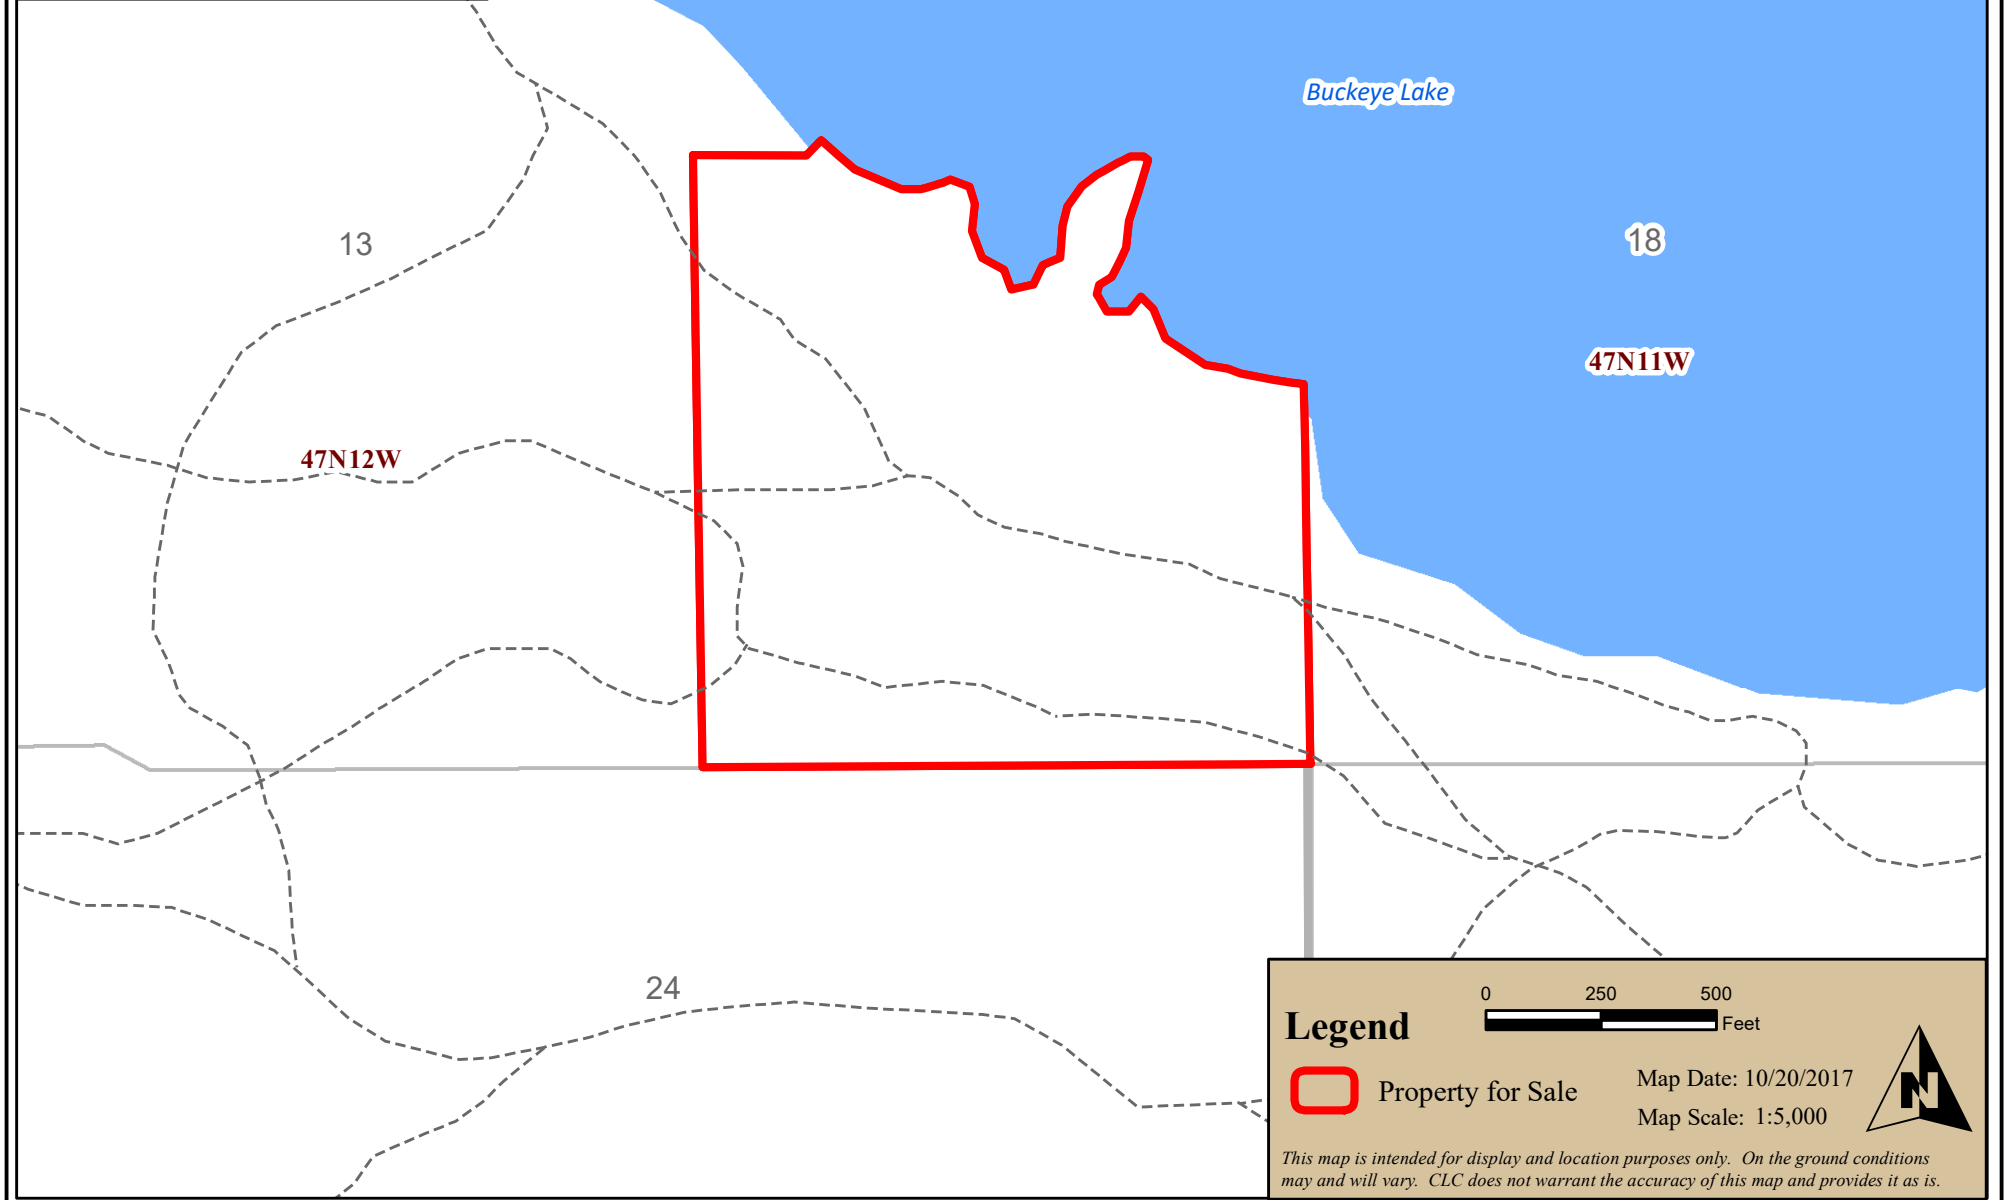 Buckeye Lake
13
18
47N11W
47N12W
24
0 250 500
Feet
Legend
Property for Sale
Map Date: 10/20/2017
Map Scale: 1:5,000
N
This map is intended for display and location purposes only. On the ground conditions
may and will vary. CLC does not warrant the accuracy of this map and provides it as is.